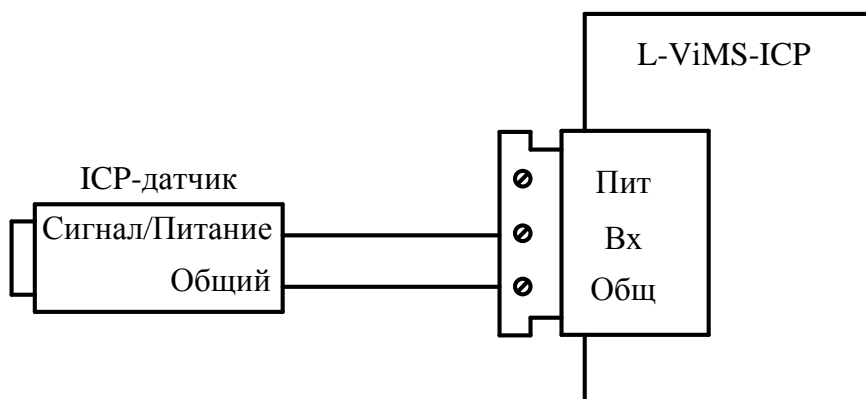 L-ViMS-ICP
ICP-датчик
Сигнал/Питание
Общий
Пит
Вх
Общ